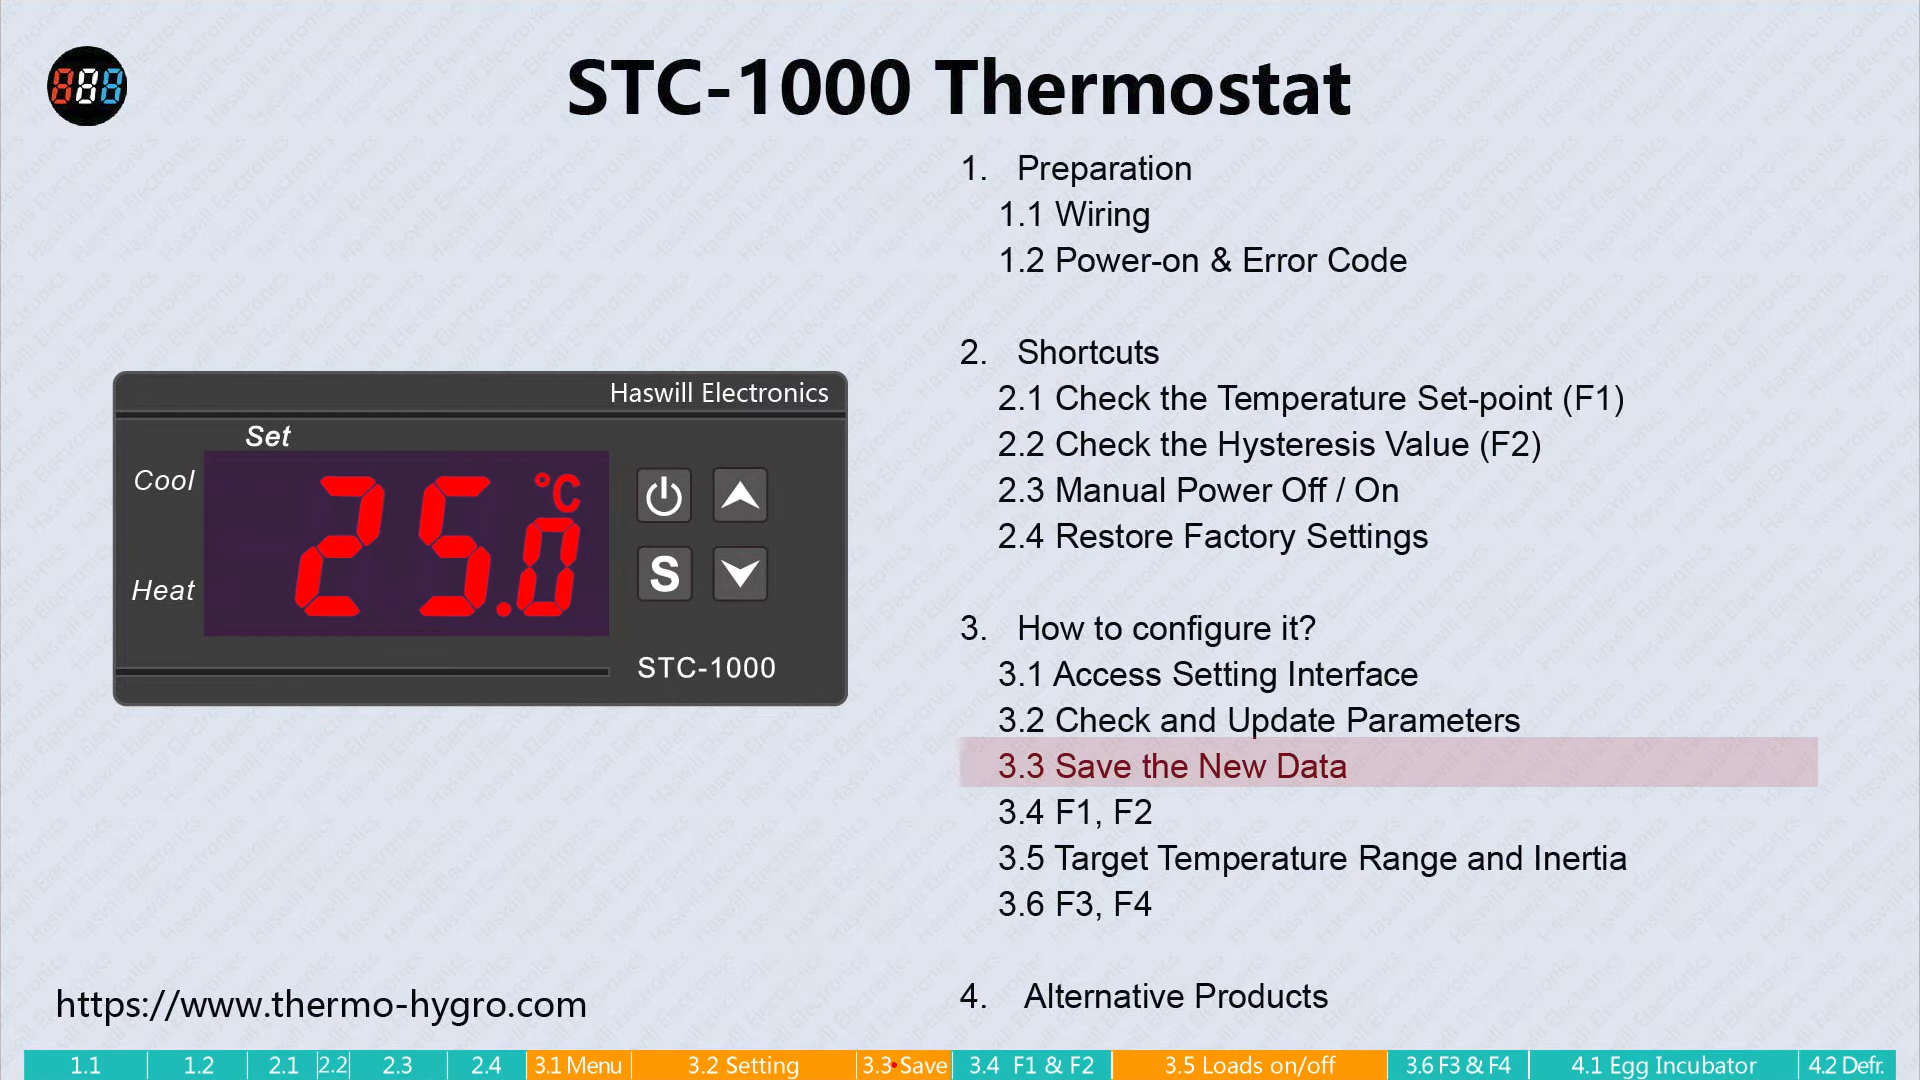 888
STC-1000 Thermostat
Haswill Electronics
Set
Cool
Heat
25.0
°C
S
STC-1000
1. Preparation
1.1 Wiring
1.2 Power-on & Error Code
2. Shortcuts
2.1 Check the Temperature Set-point (F1)
2.2 Check the Hysteresis Value (F2)
2.3 Manual Power Off / On
2.4 Restore Factory Settings
3. How to configure it?
3.1 Access Setting Interface
3.2 Check and Update Parameters
3.3 Save the New Data
3.4 F1, F2
3.5 Target Temperature Range and Inertia
3.6 F3, F4
4. Alternative Products
https://www.thermo-hygro.com
1.1 1.2 2.1 2.2 2.3 2.4 3.1 Menu 3.2 Setting 3.3 Save 3.4 F1 & F2 3.5 Loads on/off 3.6 F3 & F4 4.1 Egg Incubator 4.2 Defr.